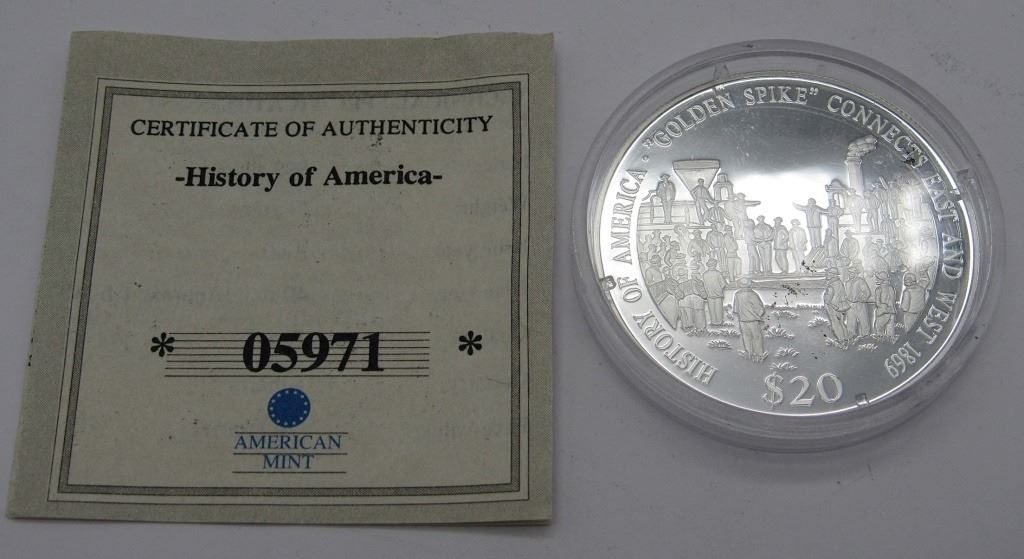 CERTIFICATE OF AUTHENTICITY
-History of America-
* 05971 *
AMERICAN
MINT
HISTORY OF AMERICA • "GOLDEN SPIKE" CONNECTS EAST AND WEST 1869
$20